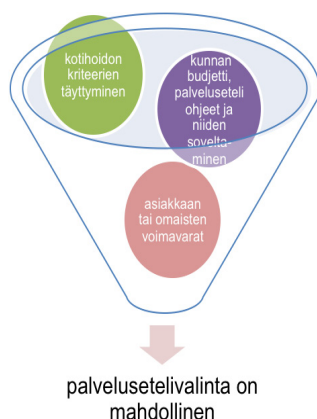 kotihoidon
kriteerien
täyttyminen
kunnan
budjetti,
palveluseteli
ohjeet ja
niiden
sovelta-
minen
asiakkaan
tai omaisten
voimavarat
palvelusetelivalinta on
mahdollinen